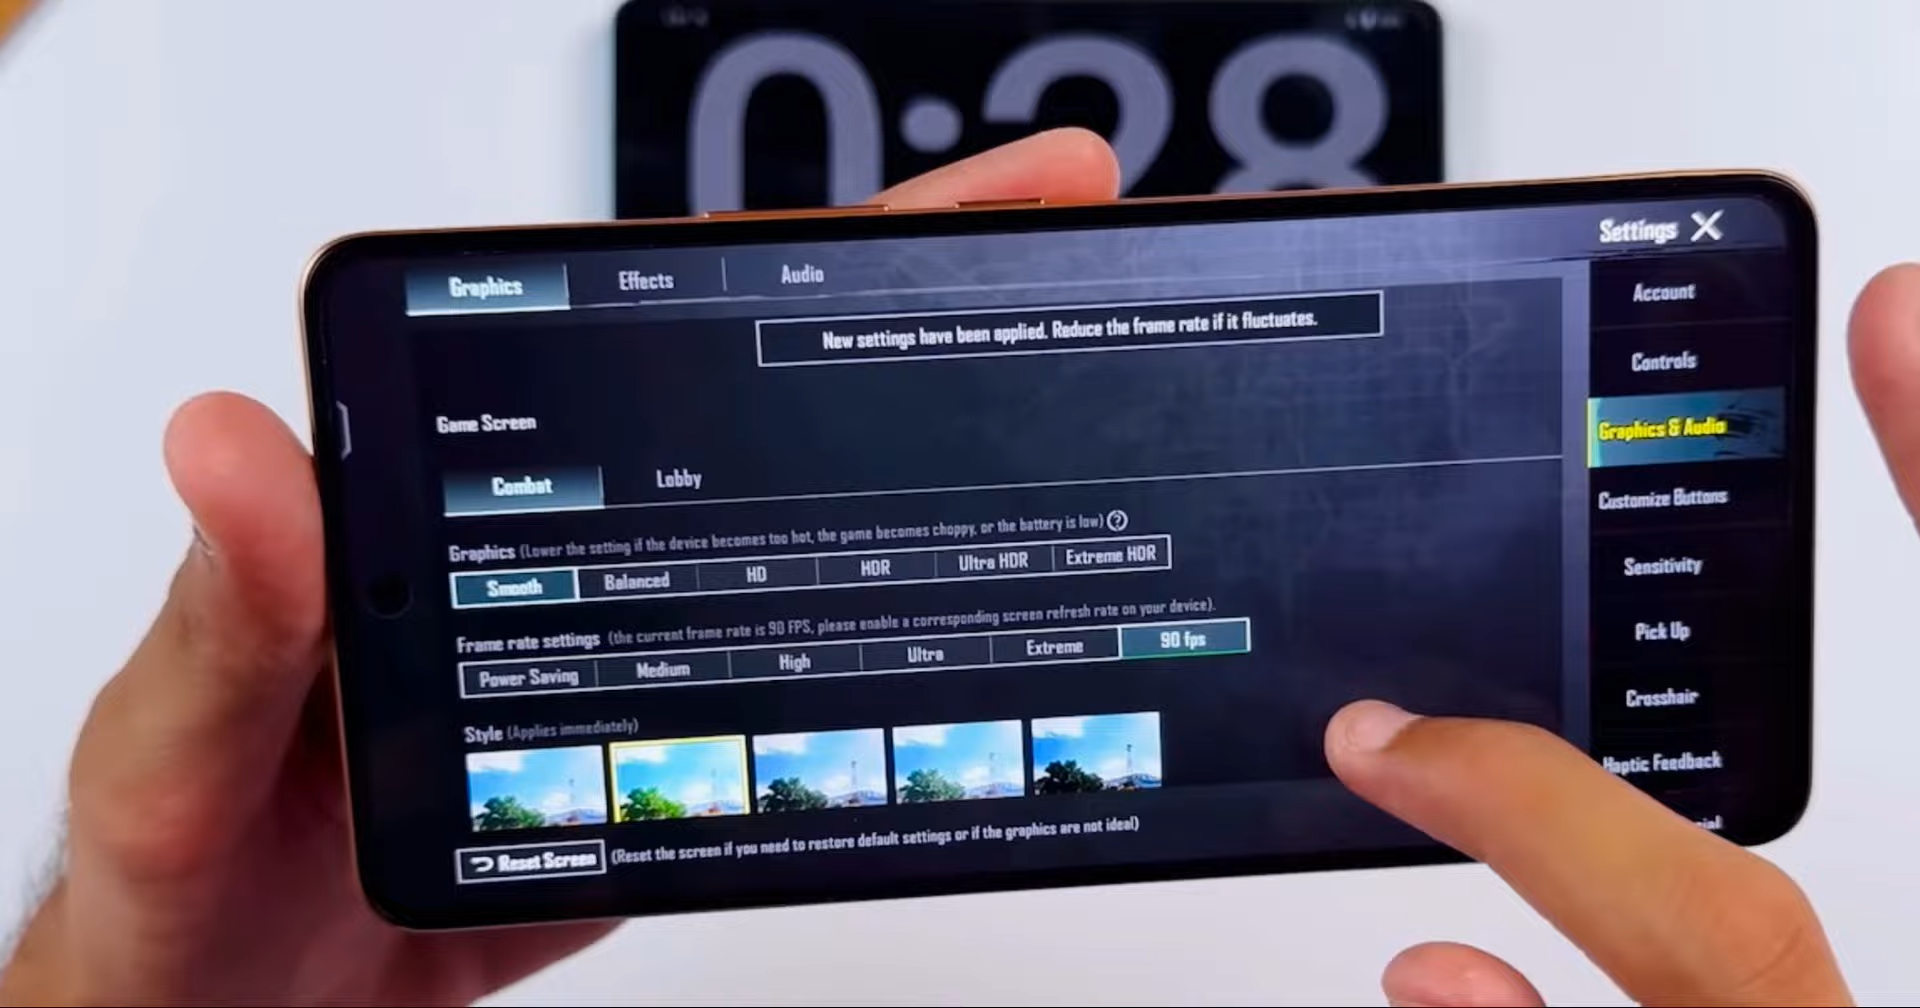 0:28
Settings X
Graphics Effects Audio
Account
New settings have been applied. Reduce the frame rate if it fluctuates.
Controls
Game Screen
Graphics & Audio
Combat Lobby
Customize Buttons
Graphics (Lower the setting if the device becomes too hot, the game becomes choppy, or the battery is low) ?
Smooth Balanced HD HDR Ultra HDR Extreme HDR
Sensitivity
Frame rate settings (the current frame rate is 90 FPS, please enable a corresponding screen refresh rate on your device).
Power Saving Medium High Ultra Extreme 90 fps
Pick Up
Crosshair
Style (Applies immediately)
Haptic Feedback
Reset Screen (Reset the screen if you need to restore default settings or if the graphics are not ideal)